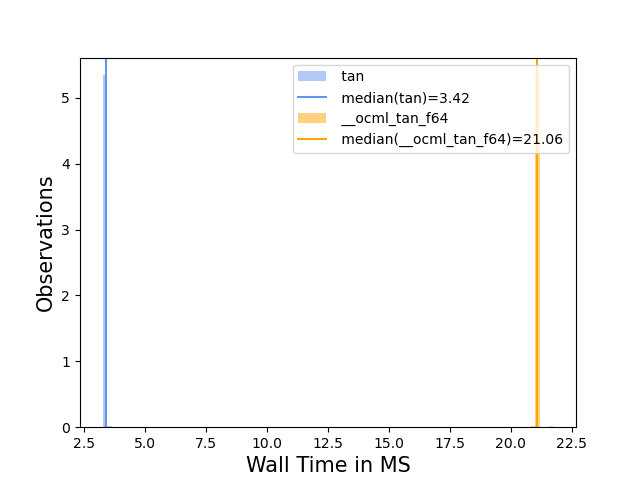 tan
median(tan)=3.42
__ocml_tan_f64
median(__ocml_tan_f64)=21.06
5
4
3
2
1
0
Observations
2.5 5.0 7.5 10.0 12.5 15.0 17.5 20.0 22.5
Wall Time in MS